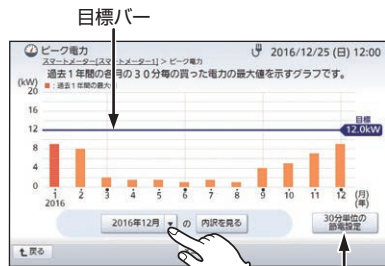 目標バー
ピーク電力
2016/12/25 (日) 12:00
スマートメーター[スマートメーター1] > ピーク電力
過去1年間の各月の30分毎の買った電力の最大値を示すグラフです。
(kW)
■ : 過去1年間の最大
20
16
12
8
4
0
目標
12.0kW
1 2 3 4 5 6 7 8 9 10 11 12 (月)
2016 (年)
2016年12月 ▼ の 内訳を見る
30分単位の
節電設定
戻る